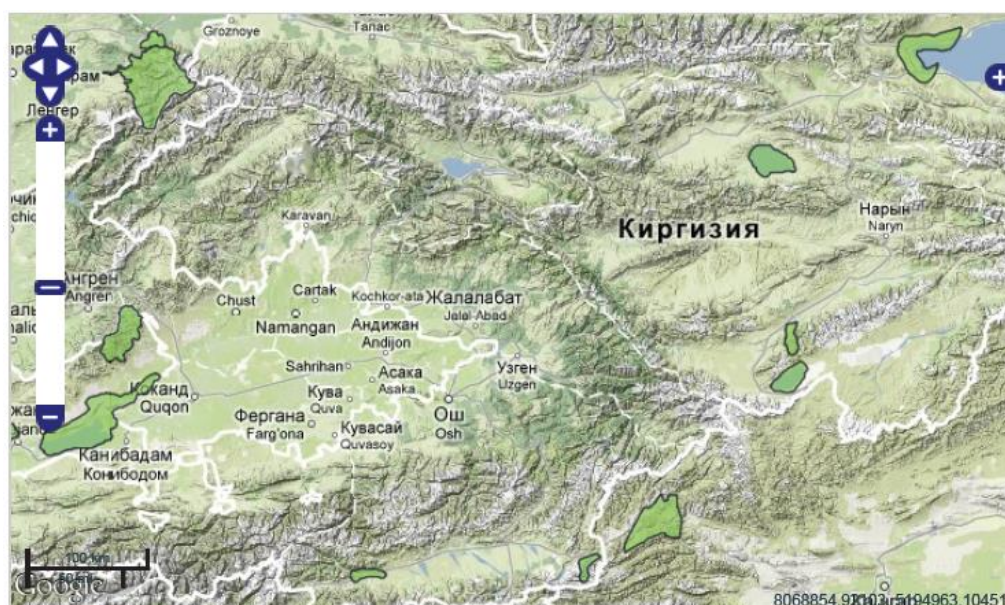 Groznoye
Талас
Ленгер
Karavan
Киргизия
Нарын
Naryn
Ангрен
Angren
Chust
Cartak
Kochkor-ata
Жалалабат
Jalal-Abad
Namangan
Андижан
Andijon
Sahrihan
Асака
Asaka
Узген
Uzgen
Коканд
Quqon
Кува
Quva
Фергана
Farg'ona
Кувасай
Quvasoy
Ош
Osh
Канибадам
Конибодом
100 km
Google